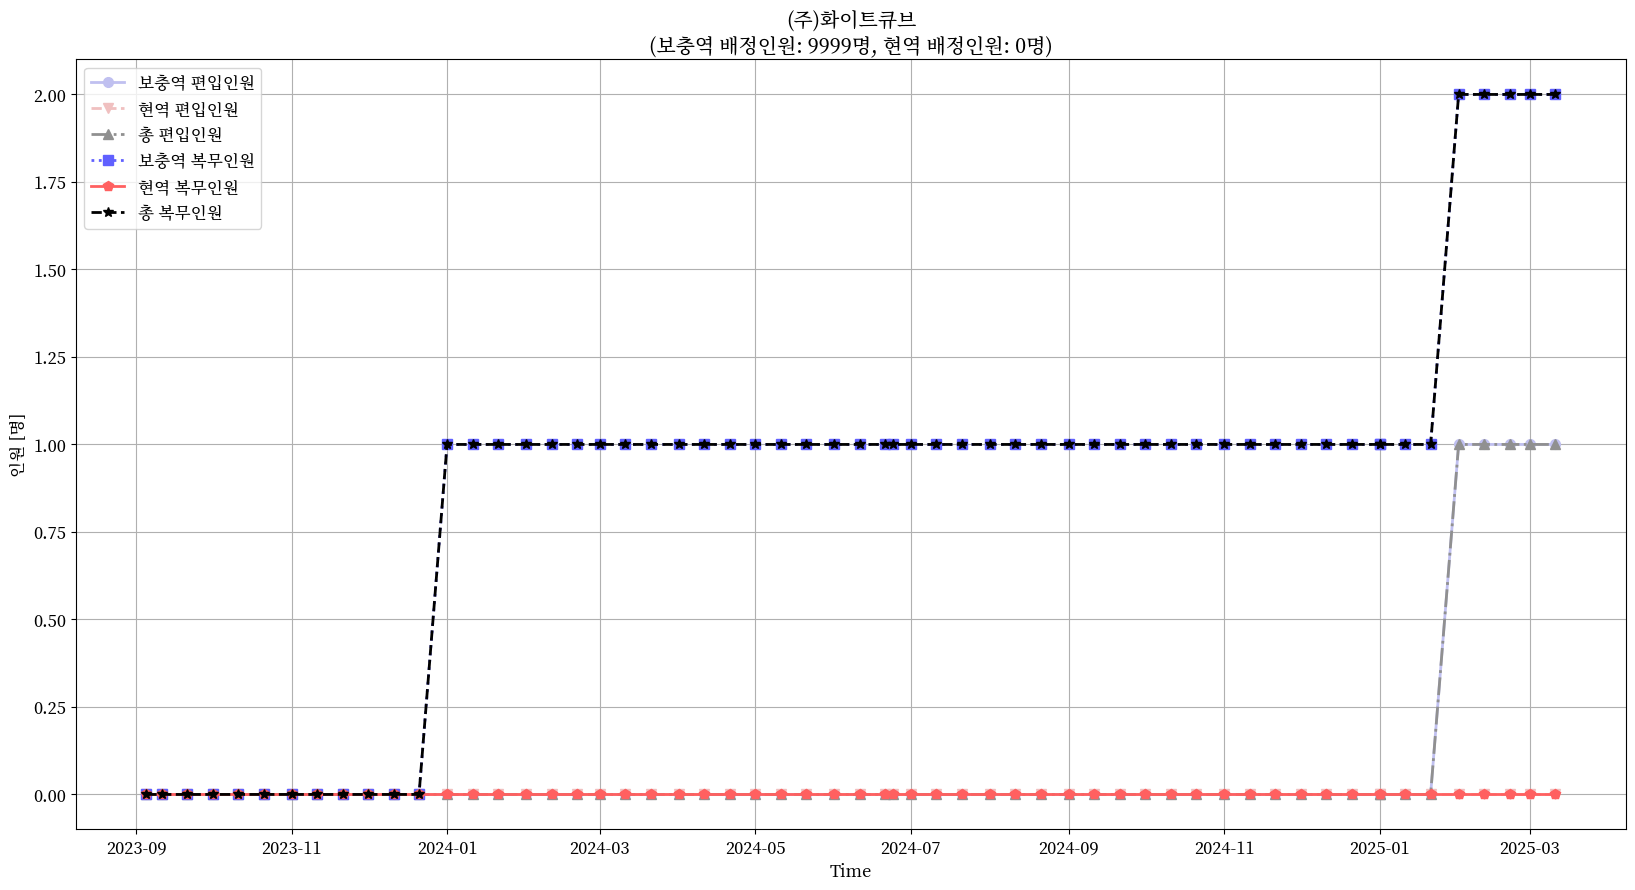 (주)화이트큐브
(보충역 배정인원: 9999명, 현역 배정인원: 0명)
보충역 편입인원
현역 편입인원
총 편입인원
보충역 복무인원
현역 복무인원
총 복무인원
인원 [명]
2.00
1.75
1.50
1.25
1.00
0.75
0.50
0.25
0.00
2023-09 2023-11 2024-01 2024-03 2024-05 2024-07 2024-09 2024-11 2025-01 2025-03
Time